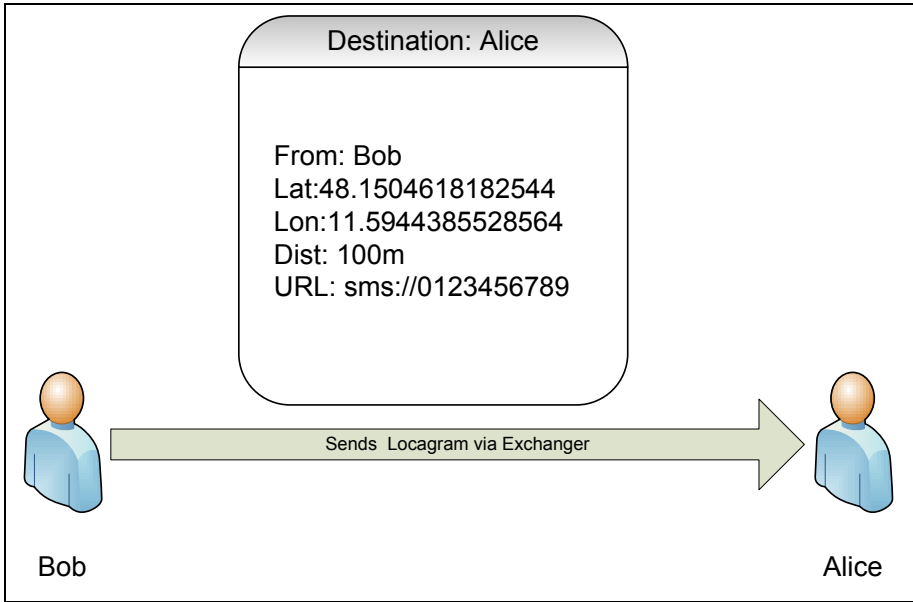 Destination: Alice
From: Bob
Lat:48.1504618182544
Lon:11.5944385528564
Dist: 100m
URL: sms://0123456789
Sends Locagram via Exchanger
Bob
Alice